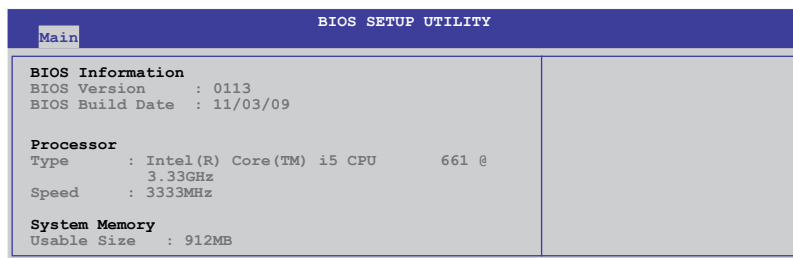 BIOS SETUP UTILITY
Main
BIOS Information
BIOS Version : 0113
BIOS Build Date : 11/03/09
Processor
Type : Intel(R) Core(TM) i5 CPU 661 @
3.33GHz
Speed : 3333MHz
System Memory
Usable Size : 912MB